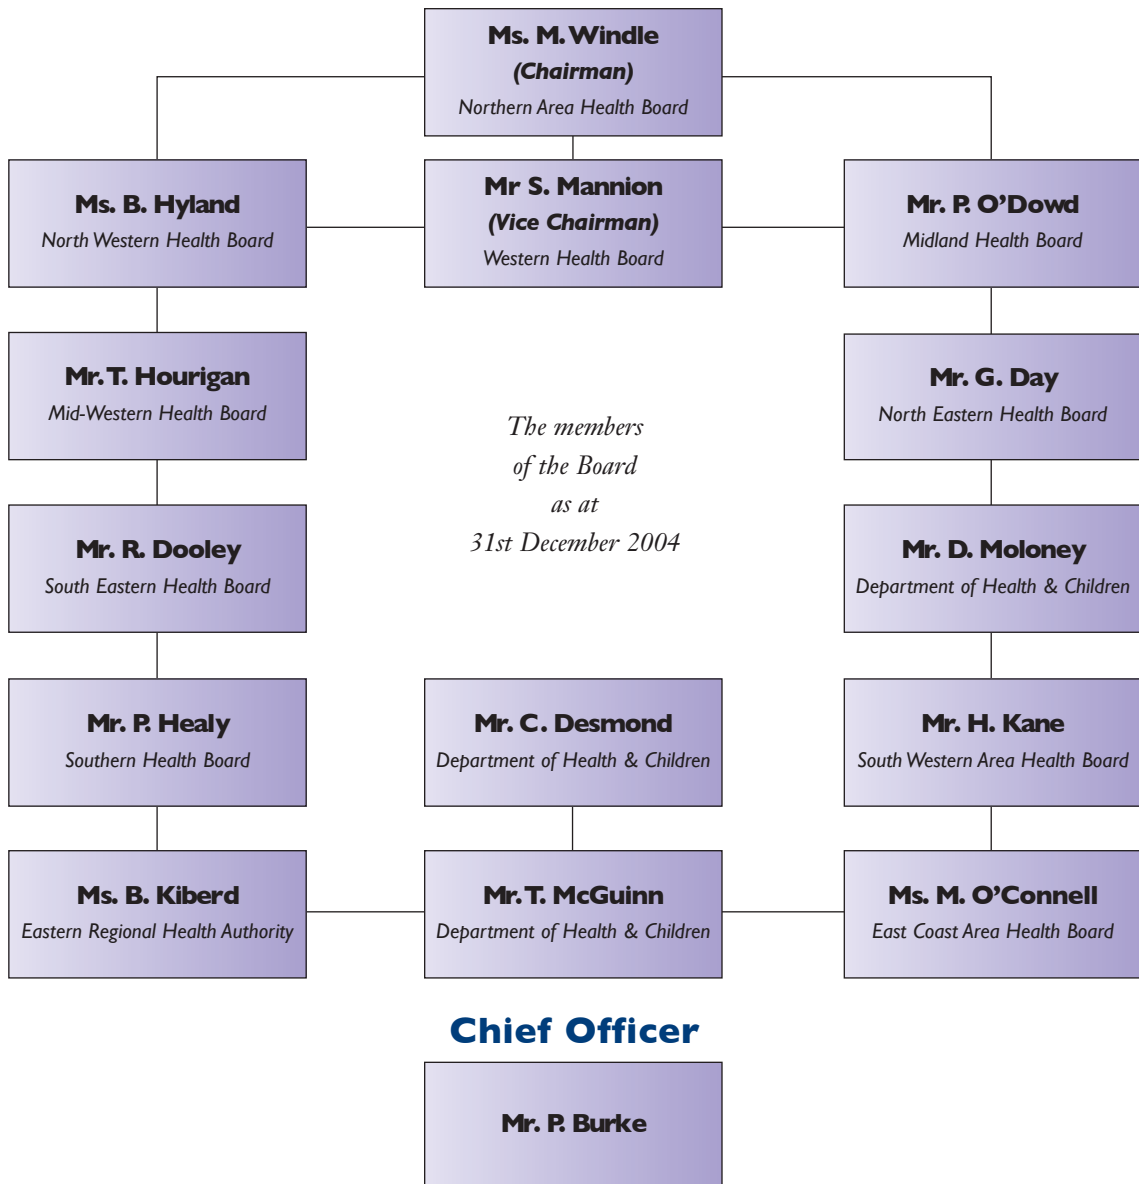 Ms. M. Windle
(Chairman)
Northern Area Health Board
Ms. B. Hyland
North Western Health Board
Mr S. Mannion
(Vice Chairman)
Western Health Board
Mr. P. O’Dowd
Midland Health Board
Mr. T. Hourigan
Mid-Western Health Board
The members
of the Board
as at
31st December 2004
Mr. G. Day
North Eastern Health Board
Mr. R. Dooley
South Eastern Health Board
Mr. D. Moloney
Department of Health & Children
Mr. P. Healy
Southern Health Board
Mr. C. Desmond
Department of Health & Children
Mr. H. Kane
South Western Area Health Board
Ms. B. Kiberd
Eastern Regional Health Authority
Mr. T. McGuinn
Department of Health & Children
Ms. M. O’Connell
East Coast Area Health Board
Chief Officer
Mr. P. Burke